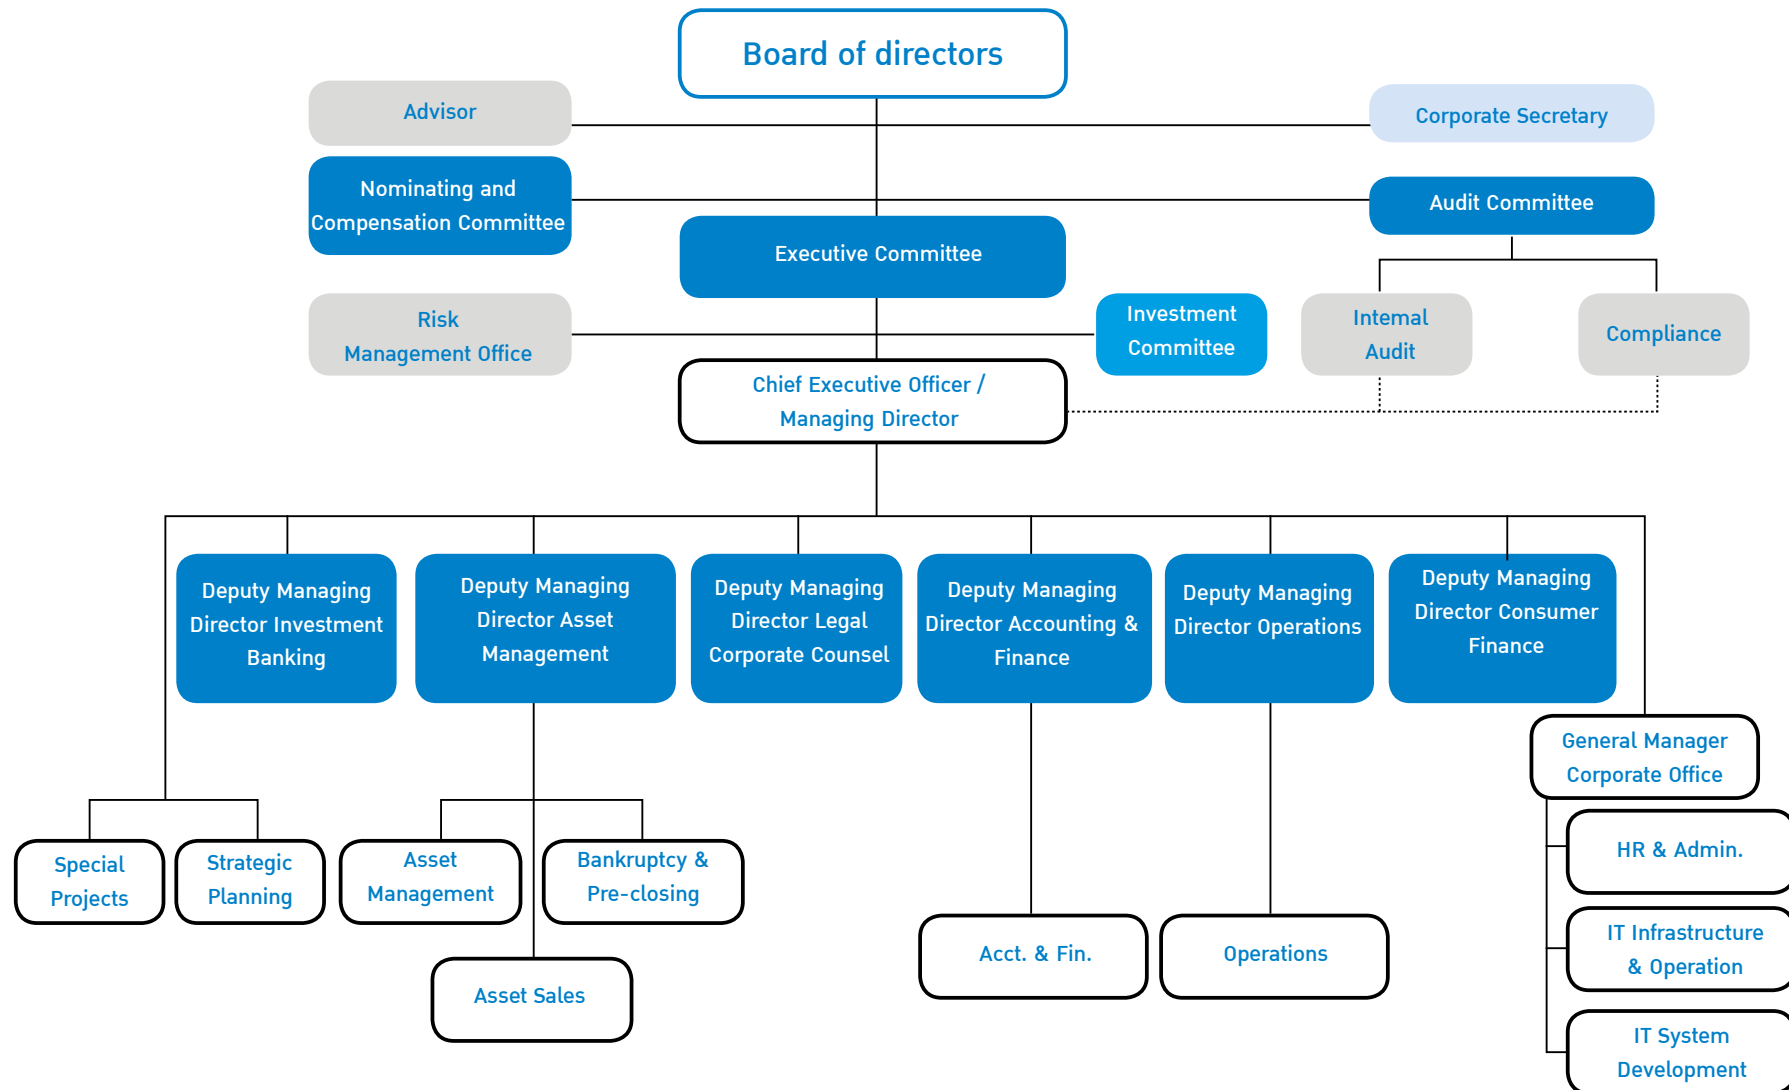 Board of directors
Advisor
Corporate Secretary
Nominating and
Compensation Committee
Audit Committee
Executive Committee
Risk
Management Office
Investment
Committee
Intemal
Audit
Compliance
Chief Executive Officer /
Managing Director
Deputy Managing
Director Investment
Banking
Deputy Managing
Director Asset
Management
Deputy Managing
Director Legal
Corporate Counsel
Deputy Managing
Director Accounting &
Finance
Deputy Managing
Director Operations
Deputy Managing
Director Consumer
Finance
General Manager
Corporate Office
Special
Projects
Strategic
Planning
Asset
Management
Bankruptcy &
Pre-closing
HR & Admin.
Asset Sales
Acct. & Fin.
Operations
IT Infrastructure
& Operation
IT System
Development